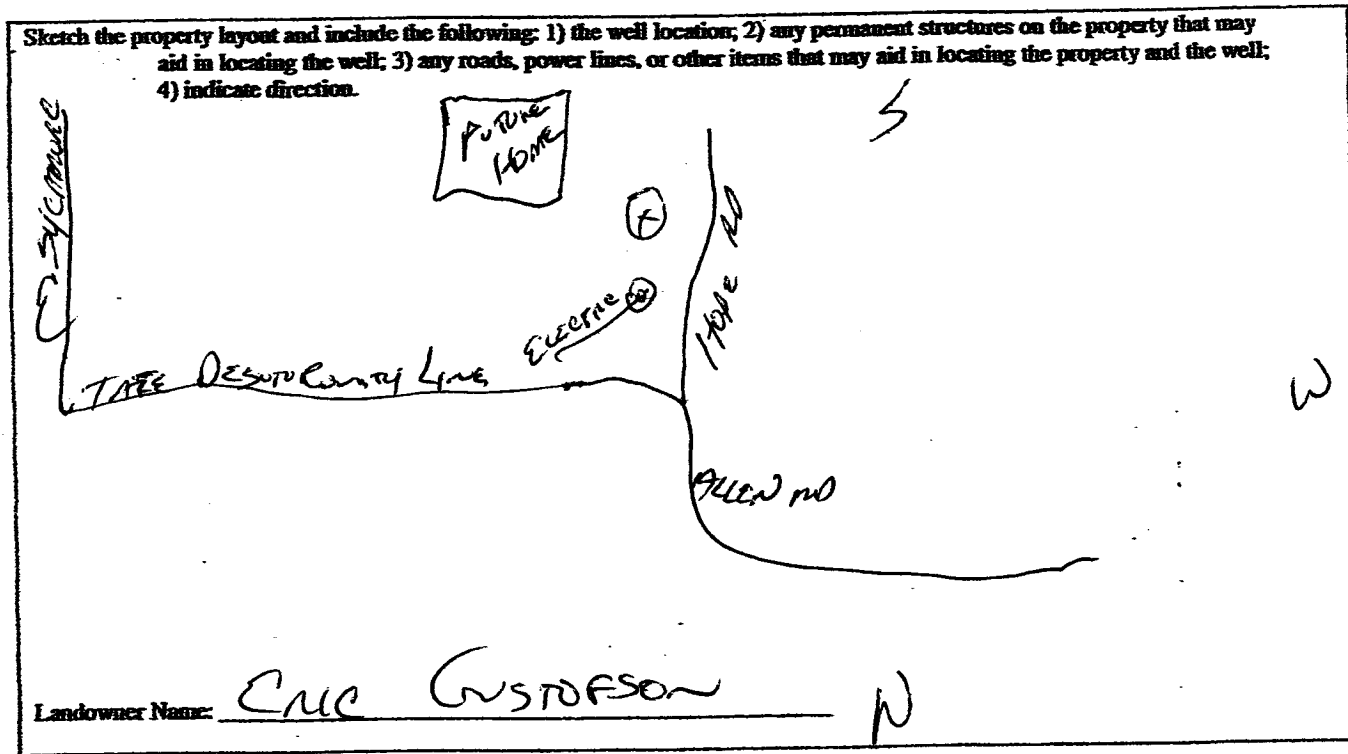 Sketch the property layout and include the following: 1) the well location; 2) any permanent structures on the property that may
aid in locating the well; 3) any roads, power lines, or other items that may aid in locating the property and the well;
4) indicate direction.
S
FUTURE
HOME
SYCAMORE
X
HOPE RD
ELECTRIC
TATE DESOTO COUNTY LINE
W
ALLEN RD
Landowner Name: ERIC GUSTOFSON
N